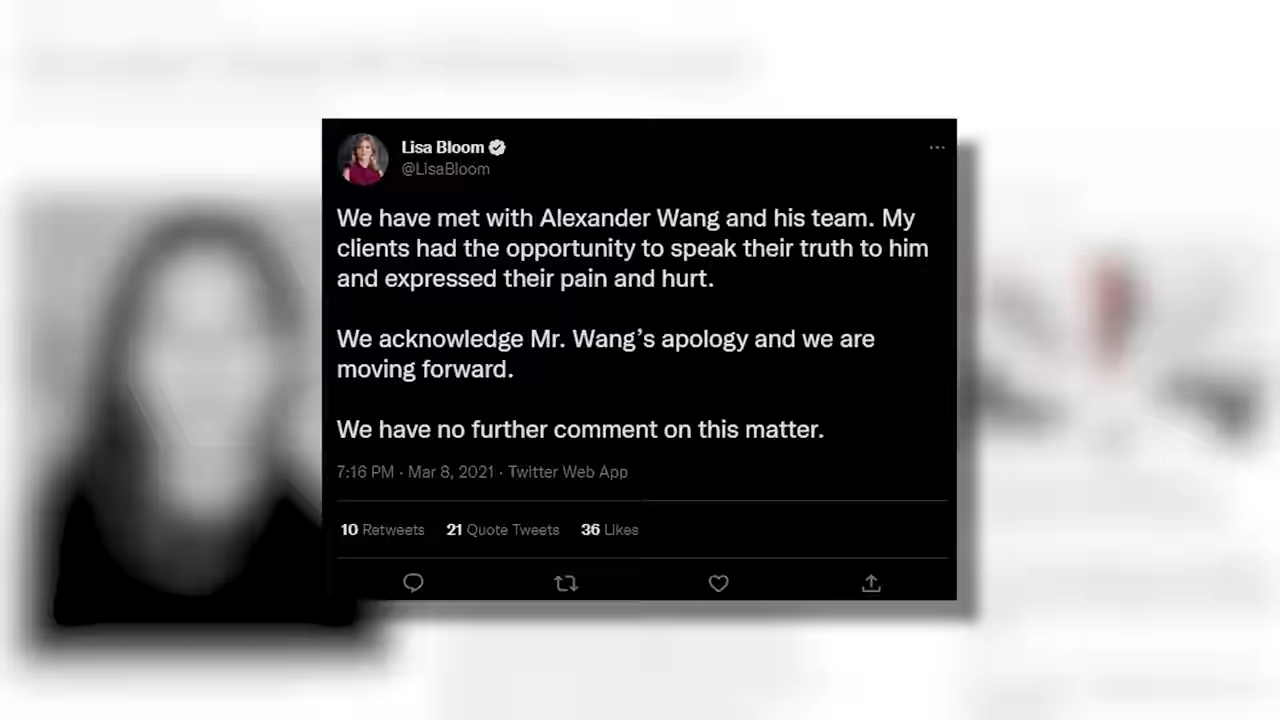 Lisa Bloom
@LisaBloom
We have met with Alexander Wang and his team. My
clients had the opportunity to speak their truth to him
and expressed their pain and hurt.
We acknowledge Mr. Wang’s apology and we are
moving forward.
We have no further comment on this matter.
7:16 PM · Mar 8, 2021 · Twitter Web App
10 Retweets 21 Quote Tweets 36 Likes